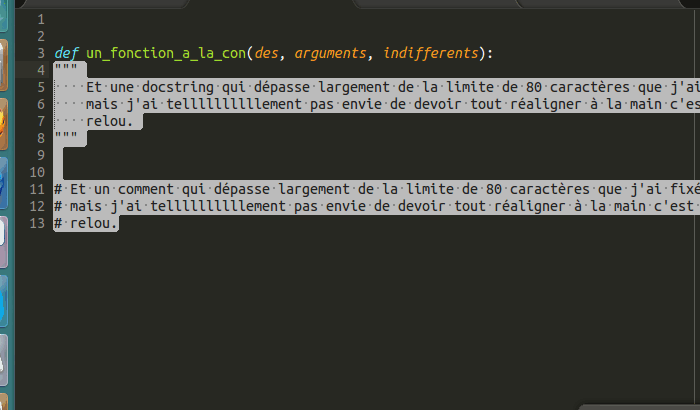 1
2
3 def un_fonction_a_la_con(des, arguments, indifferents):
4 """
5 Et une docstring qui dépasse largement de la limite de 80 caractères que j'ai
6 mais j'ai tellllllllllement pas envie de devoir tout réaligner à la main c'es
7 relou.
8 """
9
10
11 # Et un comment qui dépasse largement de la limite de 80 caractères que j'ai fixé
12 # mais j'ai tellllllllllement pas envie de devoir tout réaligner à la main c'est
13 # relou.